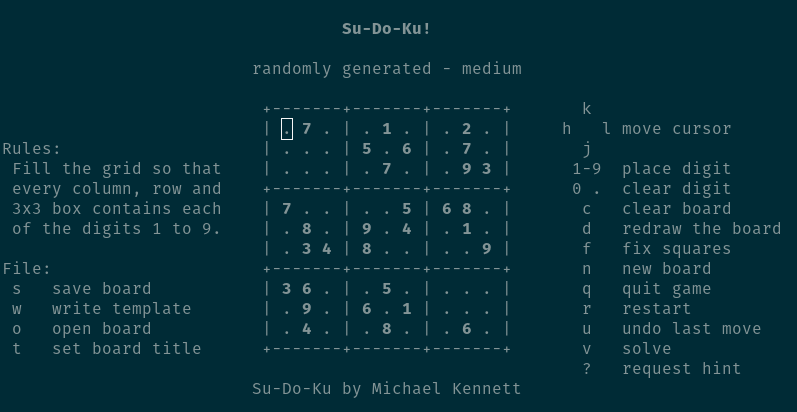 Su-Do-Ku!
randomly generated - medium
+-------+-------+-------+ k
| . 7 . | . 1 . | . 2 . | h l move cursor
Rules: | . . . | 5 . 6 | . 7 . | j
Fill the grid so that | . . . | . 7 . | . 9 3 | 1-9 place digit
every column, row and +-------+-------+-------+ 0 . clear digit
3x3 box contains each | 7 . . | . . 5 | 6 8 . | c clear board
of the digits 1 to 9. | . 8 . | 9 . 4 | . 1 . | d redraw the board
| . 3 4 | 8 . . | . . 9 | f fix squares
File: +-------+-------+-------+ n new board
s save board | 3 6 . | . 5 . | . . . | q quit game
w write template | . 9 . | 6 . 1 | . . . | r restart
o open board | . 4 . | . 8 . | . 6 . | u undo last move
t set board title +-------+-------+-------+ v solve
? request hint
Su-Do-Ku by Michael Kennett